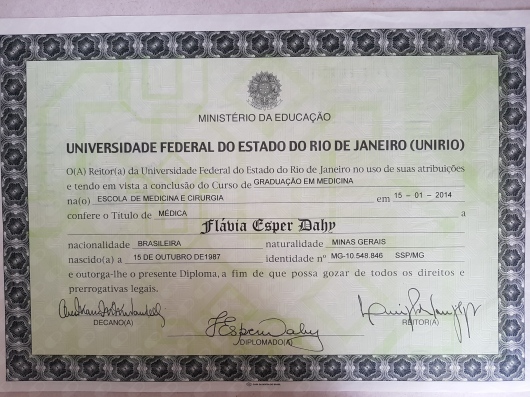 MINISTÉRIO DA EDUCAÇÃO
UNIVERSIDADE FEDERAL DO ESTADO DO RIO DE JANEIRO (UNIRIO)
O(A) Reitor(a) da Universidade Federal do Estado do Rio de Janeiro no uso de suas atribuições
e tendo em vista a conclusão do Curso de GRADUAÇÃO EM MEDICINA
na(o) ESCOLA DE MEDICINA E CIRURGIA em 15 - 01 - 2014
confere o Título de MÉDICA a
Flávia Esper Dahy
nacionalidade BRASILEIRA naturalidade MINAS GERAIS
nascido(a) a 15 DE OUTUBRO DE1987 identidade nº MG-10.548.846 SSP/MG
e outorga-lhe o presente Diploma, a fim de que possa gozar de todos os direitos e
prerrogativas legais.
FEsper Dahy
DECANO(A) DIPLOMADO(A) REITOR(A)